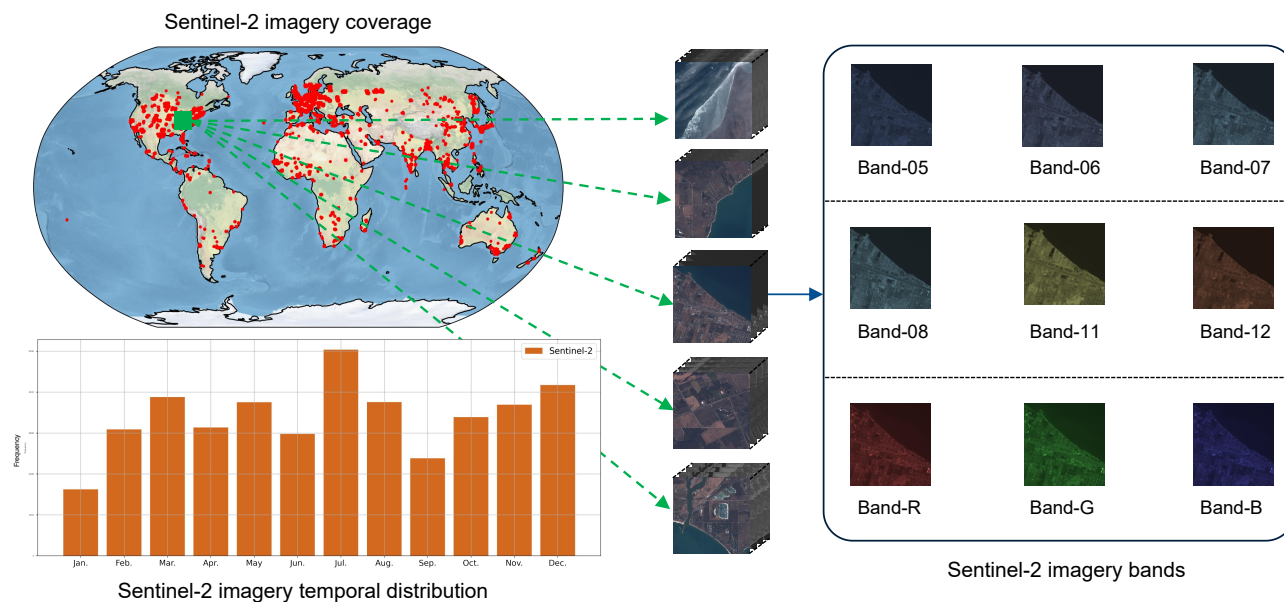 Sentinel-2 imagery coverage
Band-05 Band-06 Band-07
Band-08 Band-11 Band-12
Band-R Band-G Band-B
Sentinel-2 imagery bands
Sentinel-2
Frequency
Jan. Feb. Mar. Apr. May Jun. Jul. Aug. Sep. Oct. Nov. Dec.
Sentinel-2 imagery temporal distribution